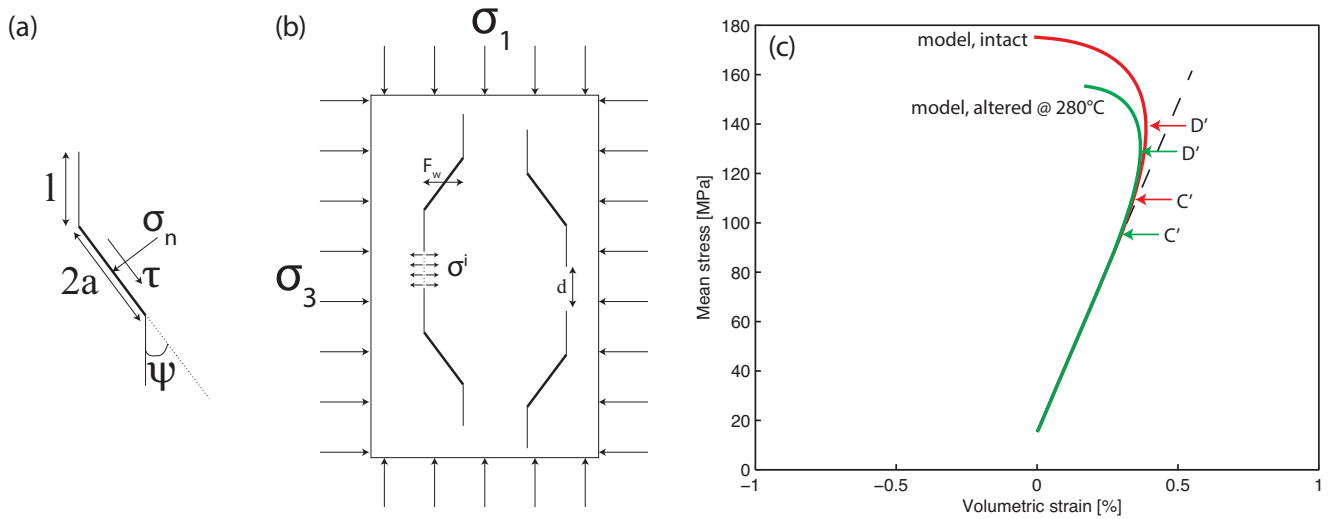 (a)
l
σn
τ
2a
ψ
(b)
σ1
Fw
σi
d
σ3
(c)
180
160
140
120
100
80
60
40
20
0
Mean stress [MPa]
model, intact
model, altered @ 280°C
D’
D’
C’
C’
−1
−0.5
0
0.5
1
Volumetric strain [%]